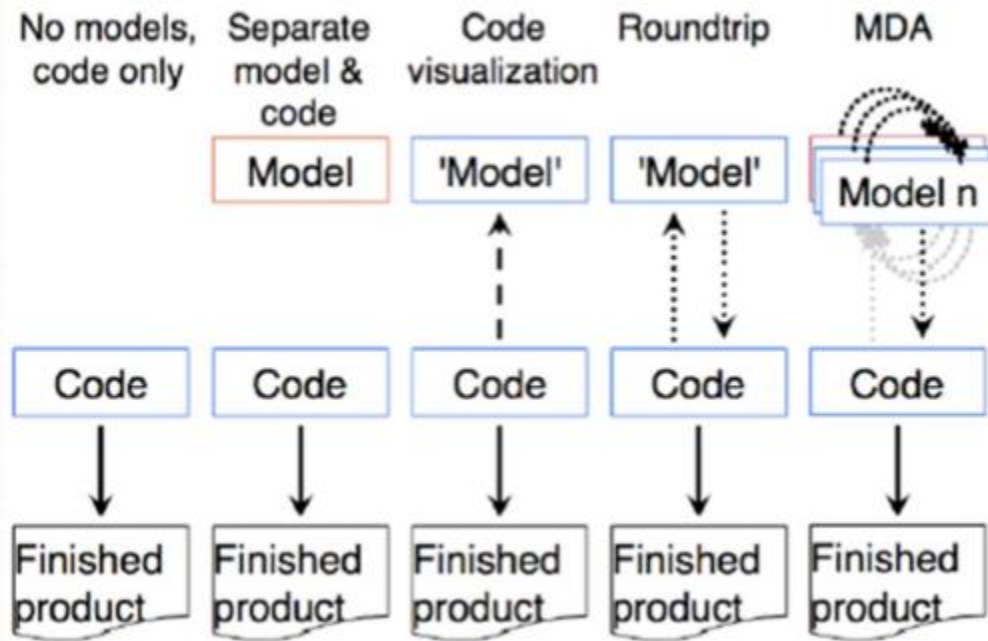 No models,
code only
Separate
model &
code
Code
visualization
Roundtrip
MDA
Model
'Model'
'Model'
Model n
Code
Code
Code
Code
Code
Finished
product
Finished
product
Finished
product
Finished
product
Finished
product